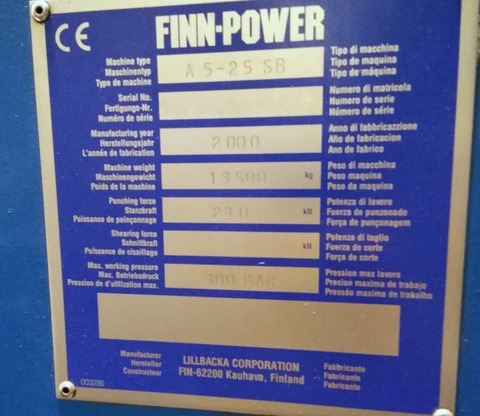 CE FINN-POWER
Machine type
Maschinentyp
Type de machine
A 5-25 SB
Tipo di macchina
Tipo de maquina
Tipo de máquina
Serial No.
Fertigungs-Nr.
Numéro de série
Numero di matricola
Numero de serie
Número de série
Manufacturing year
Herstellungsjahr
L'année de fabrication
2000
Anno di fabbricazzione
Año de fabricacion
Ano de fabrico
Machine weight
Maschinengewicht
Poids de la machine
13500 kg
Peso di macchina
Peso maquina
Peso da maquina
Punching force
Stanzkraft
Puissance de poinçonnage
230 kN
Potenza di lavoro
Fuerza de punzonado
Força de punçonagem
Shearing force
Schnittkraft
Puissance de cisaillage
kN
Potenza di taglio
Fuerza de corte
Força de corte
Max. working pressure
Max. Betriebsdruck
Pression de d'utilization max.
300 BAR
Pression max lavoro
Presion maxima de trabajo
Pressão maxima de trabalho
Manufacturer
Hersteller
Constructeur
LILLBACKA CORPORATION
FIN-62200 Kauhava, Finland
Fabbricante
Fabricante
Fabricante
003296